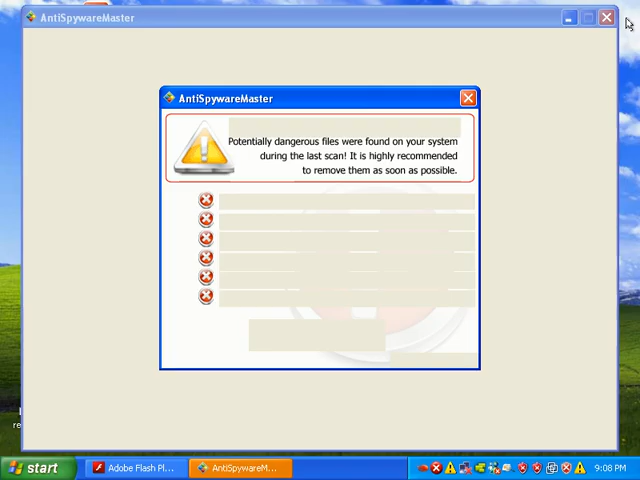 AntiSpywareMaster
AntiSpywareMaster
Potentially dangerous files were found on your system
during the last scan! It is highly recommended
to remove them as soon as possible.
re
start
Adobe Flash Pl...
AntiSpywareM...
9:08 PM